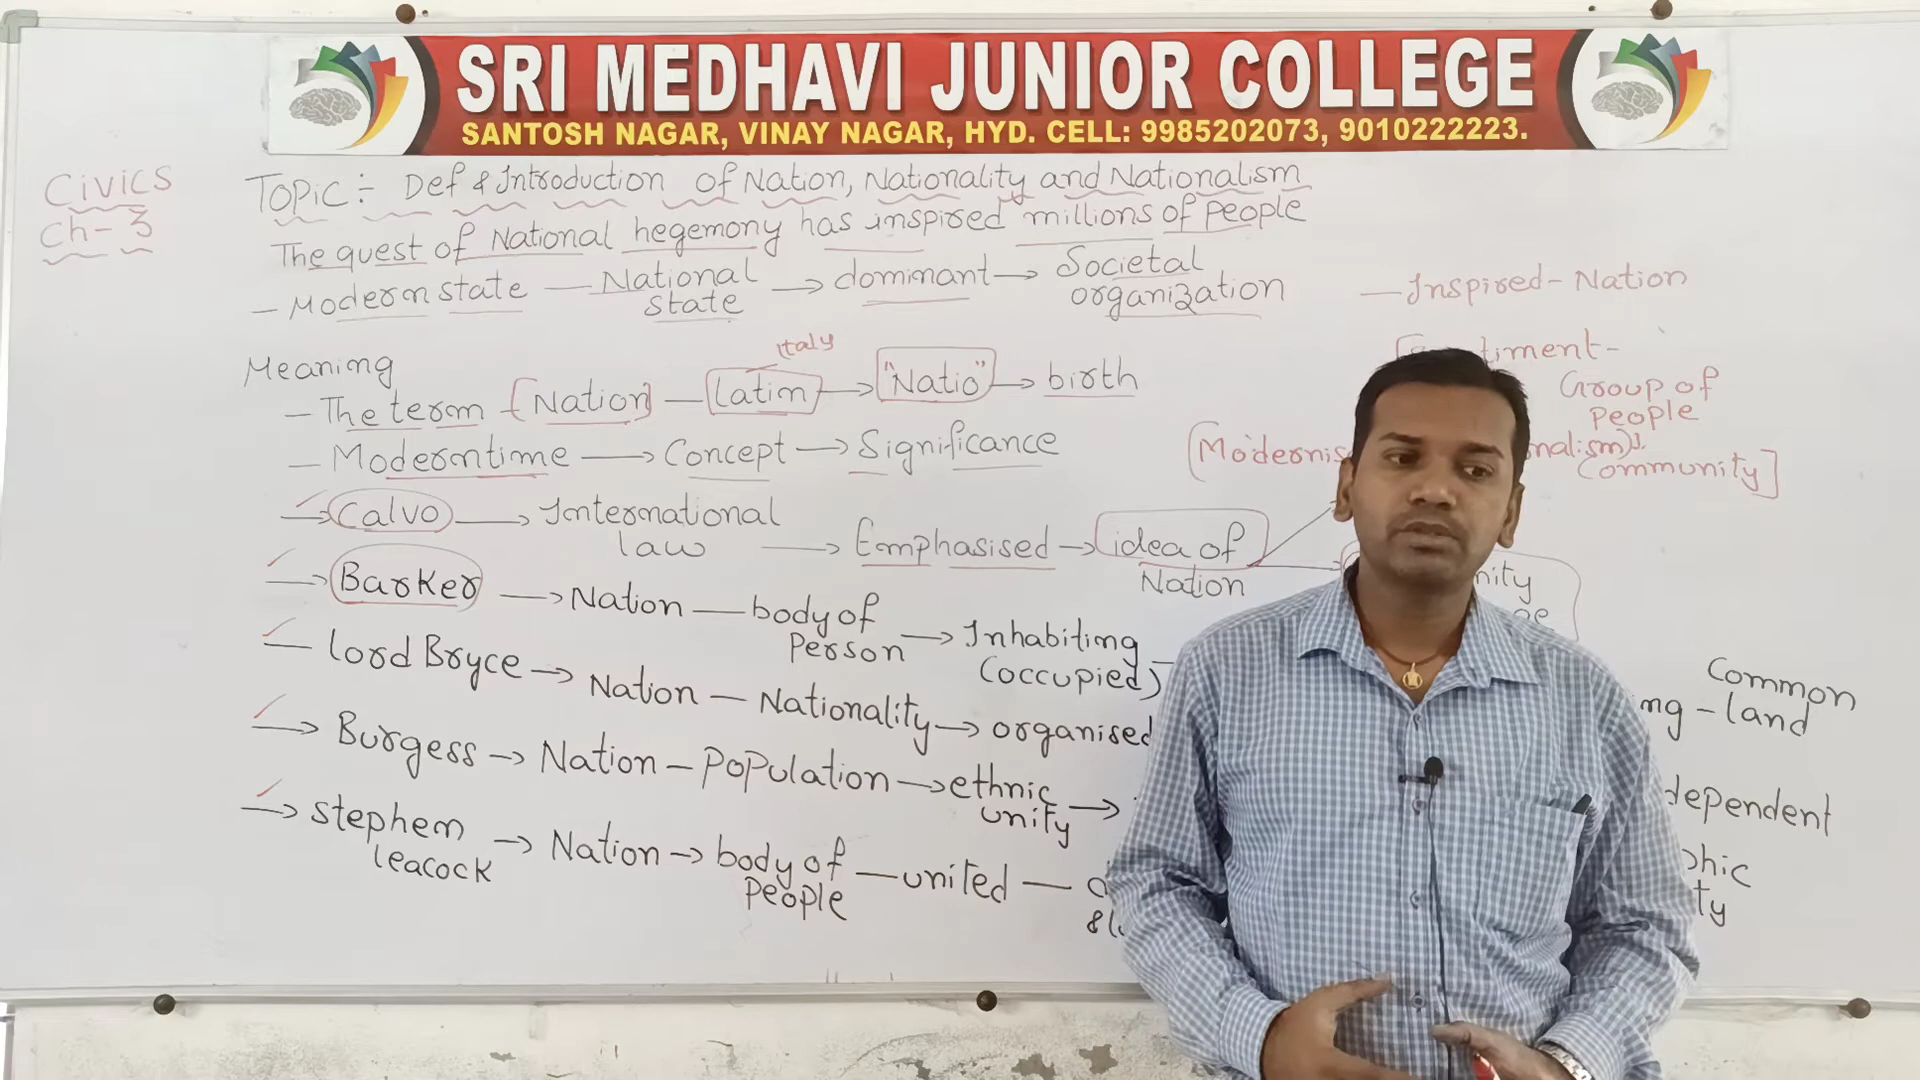 SRI MEDHAVI JUNIOR COLLEGE
SANTOSH NAGAR, VINAY NAGAR, HYD. CELL: 9985202073, 9010222223.
Civics
Ch-3
Topic:- Def & Introduction of Nation, Nationality and Nationalism
The quest of National hegemony has inspired millions of people
- Modern state — National state → dominant → Societal organization
— Inspired - Nation
Meaning
- The term - [Nation] — latin → "Natio" → birth
Italy
Group of people
- Modern time → Concept → Significance
Community]
→ Calvo → International law → Emphasised → idea of Nation
→ Barker → Nation — body of Person → Inhabiting (occupied)
— lord Bryce → Nation — Nationality → organised
Common
land
→ Burgess → Nation - Population → ethnic unity →
→ stephen leacock → Nation → body of People — united —